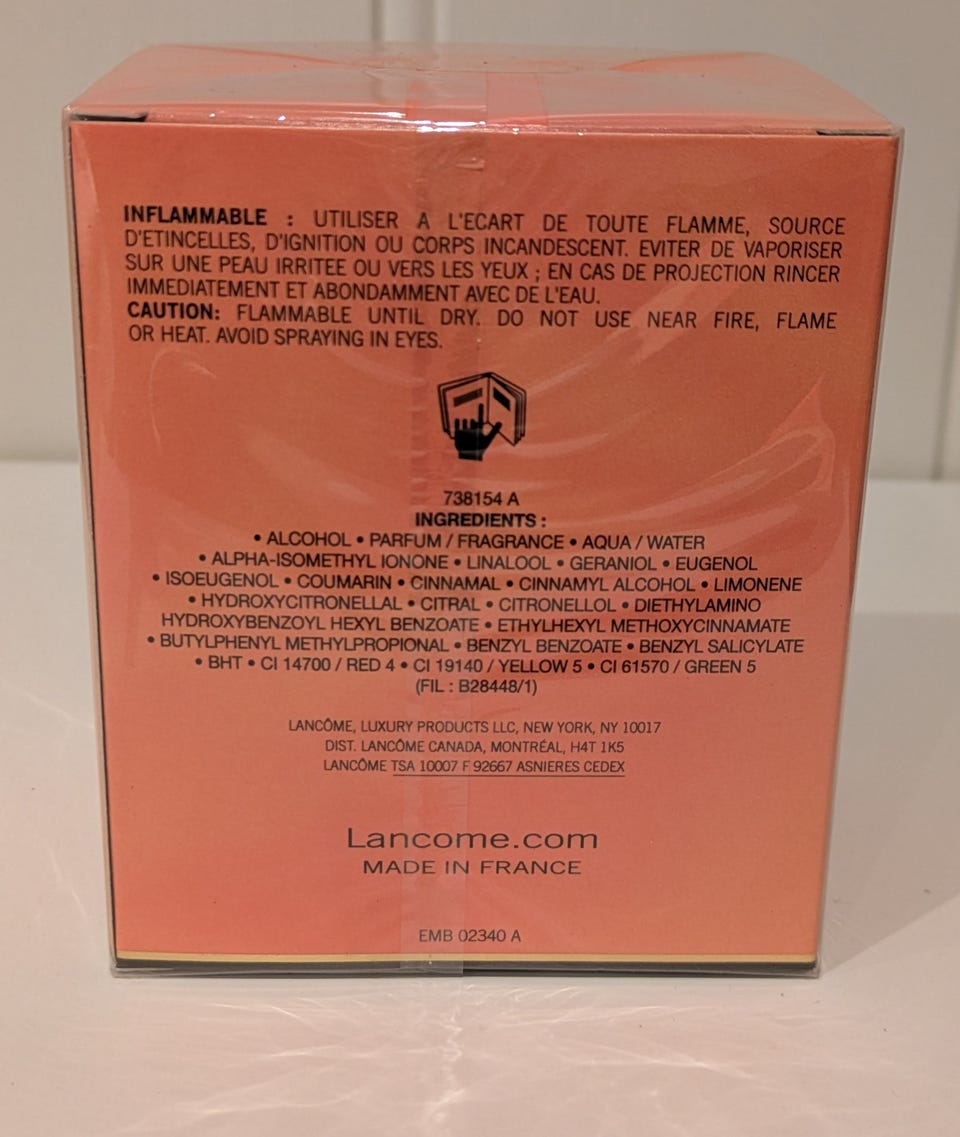 INFLAMMABLE : UTILISER A L'ECART DE TOUTE FLAMME, SOURCE
D'ETINCELLES, D'IGNITION OU CORPS INCANDESCENT. EVITER DE VAPORISER
SUR UNE PEAU IRRITEE OU VERS LES YEUX ; EN CAS DE PROJECTION RINCER
IMMEDIATEMENT ET ABONDAMMENT AVEC DE L'EAU.
CAUTION: FLAMMABLE UNTIL DRY. DO NOT USE NEAR FIRE, FLAME
OR HEAT. AVOID SPRAYING IN EYES.
738154 A
INGREDIENTS :
• ALCOHOL • PARFUM / FRAGRANCE • AQUA / WATER
• ALPHA-ISOMETHYL IONONE • LINALOOL • GERANIOL • EUGENOL
• ISOEUGENOL • COUMARIN • CINNAMAL • CINNAMYL ALCOHOL • LIMONENE
• HYDROXYCITRONELLAL • CITRAL • CITRONELLOL • DIETHYLAMINO
HYDROXYBENZOYL HEXYL BENZOATE • ETHYLHEXYL METHOXYCINNAMATE
• BUTYLPHENYL METHYLPROPIONAL • BENZYL BENZOATE • BENZYL SALICYLATE
• BHT • CI 14700 / RED 4 • CI 19140 / YELLOW 5 • CI 61570 / GREEN 5
(FIL : B28448/1)
LANCÔME, LUXURY PRODUCTS LLC, NEW YORK, NY 10017
DIST. LANCÔME CANADA, MONTRÉAL, H4T 1K5
LANCÔME TSA 10007 F 92667 ASNIERES CEDEX
Lancome.com
MADE IN FRANCE
EMB 02340 A